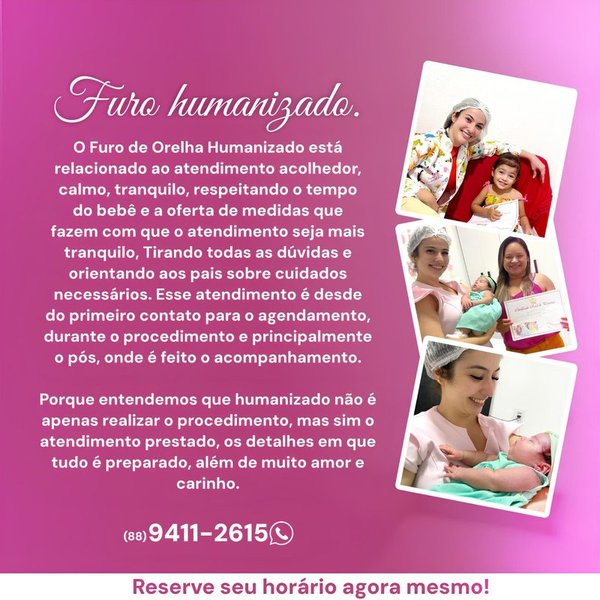 Furo humanizado.
O Furo de Orelha Humanizado está
relacionado ao atendimento acolhedor,
calmo, tranquilo, respeitando o tempo
do bebê e a oferta de medidas que
fazem com que o atendimento seja mais
tranquilo, Tirando todas as dúvidas e
orientando aos pais sobre cuidados
necessários. Esse atendimento é desde
do primeiro contato para o agendamento,
durante o procedimento e principalmente
o pós, onde é feito o acompanhamento.
Porque entendemos que humanizado não é
apenas realizar o procedimento, mas sim o
atendimento prestado, os detalhes em que
tudo é preparado, além de muito amor e
carinho.
(88)9411-2615
Reserve seu horário agora mesmo!